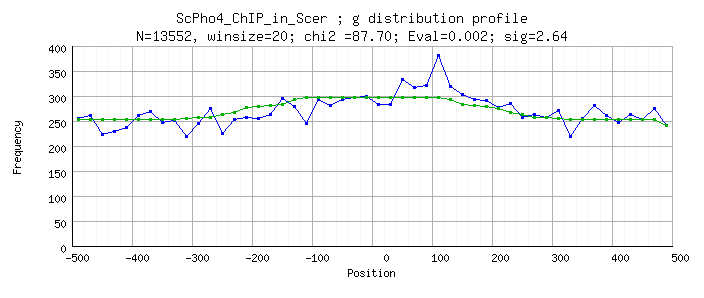 ScPho4_ChIP_in_Scer ; g distribution profile
N=13552, winsize=20; chi2 =87.70; Eval=0.002; sig=2.64
400
350
300
250
200
150
100
50
0
Frequency
-500 -400 -300 -200 -100 0 100 200 300 400 500
Position